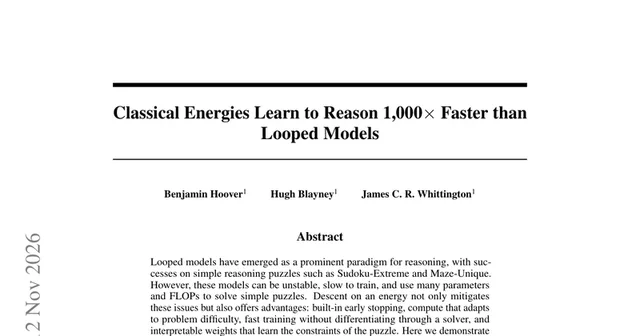 Classical Energies Learn to Reason 1,000× Faster than
Looped Models
Benjamin Hoover† Hugh Blayney† James C. R. Whittington†
Abstract
Looped models have emerged as a prominent paradigm for reasoning, with suc-
cesses on simple reasoning puzzles such as Sudoku-Extreme and Maze-Unique.
However, these models can be unstable, slow to train, and use many parameters
and FLOPs to solve simple puzzles. Descent on an energy not only mitigates
these issues but also offers advantages: built-in early stopping, compute that adapts
to problem difficulty, fast training without differentiating through a solver, and
interpretable weights that learn the constraints of the puzzle. Here we demonstrate
2 Nov 2026